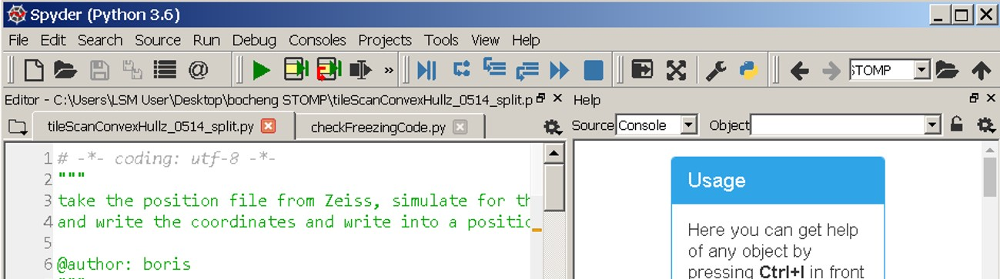 Spyder (Python 3.6)
File Edit Search Source Run Debug Consoles Projects Tools View Help
@ » STOMP
Editor - C:\Users\LSM User\Desktop\bocheng STOMP\tileScanConvexHullz_0514_split.p
Help
tileScanConvexHullz_0514_split.py checkFreezingCode.py
Source Console Object
1 # -*- coding: utf-8 -*-
2 """
3 take the position file from Zeiss, simulate for th
4 and write the coordinates and write into a positic
5
6 @author: boris
"""
Usage
Here you can get help
of any object by
pressing Ctrl+I in front